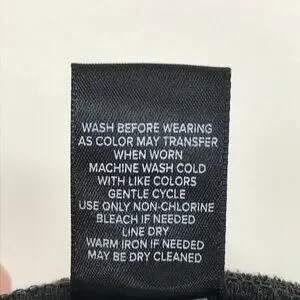 WASH BEFORE WEARING
AS COLOR MAY TRANSFER
WHEN WORN
MACHINE WASH COLD
WITH LIKE COLORS
GENTLE CYCLE
USE ONLY NON-CHLORINE
BLEACH IF NEEDED
LINE DRY
WARM IRON IF NEEDED
MAY BE DRY CLEANED